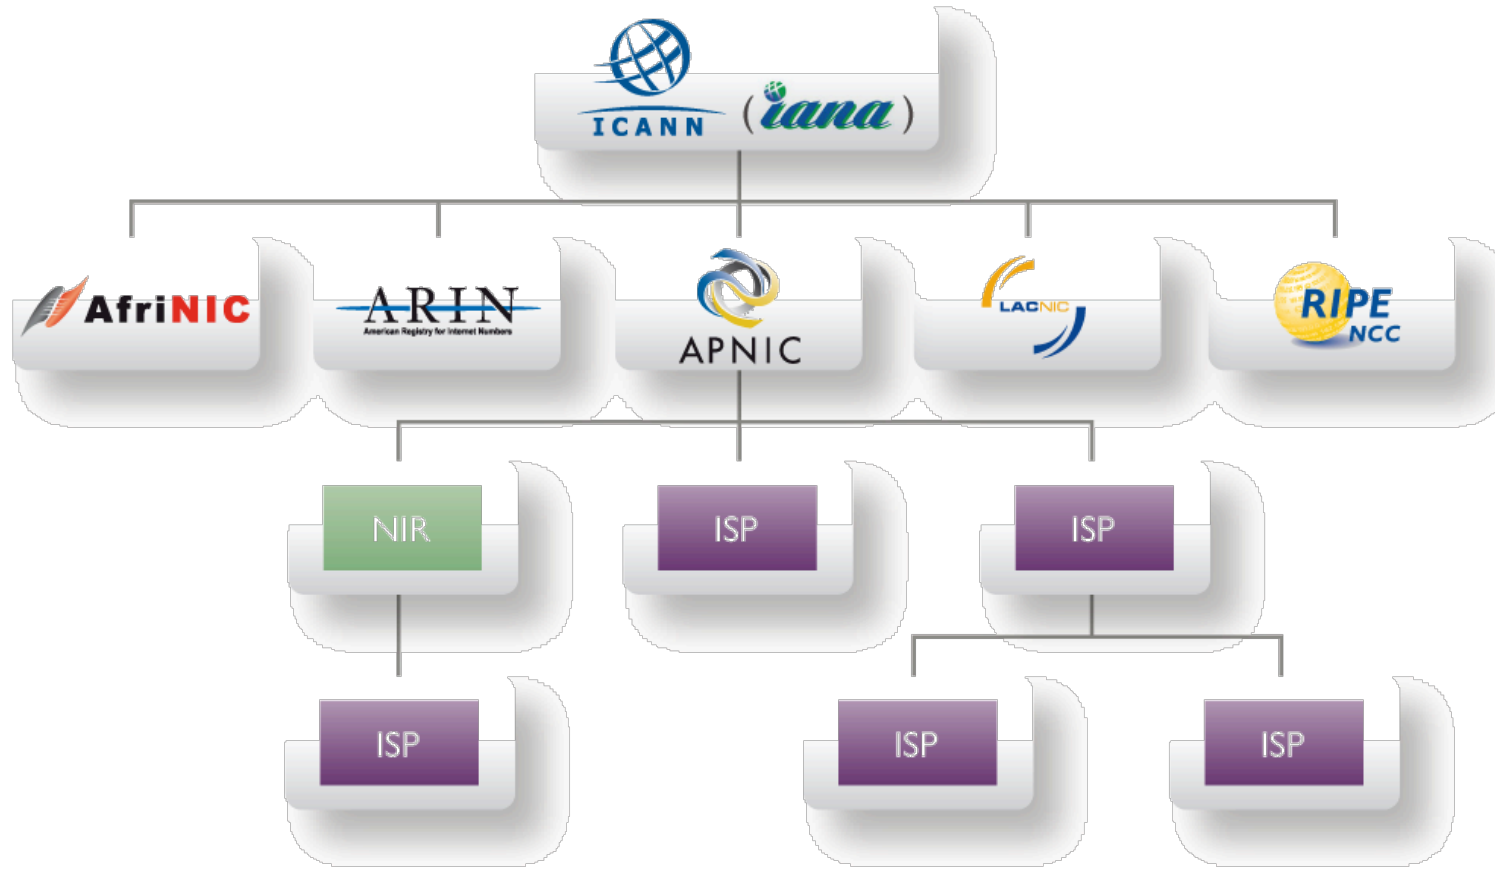 ICANN (iana)
AfriNIC
ARIN
American Registry for Internet Numbers
APNIC
LACNIC
RIPE
NCC
NIR
ISP
ISP
ISP
ISP
ISP